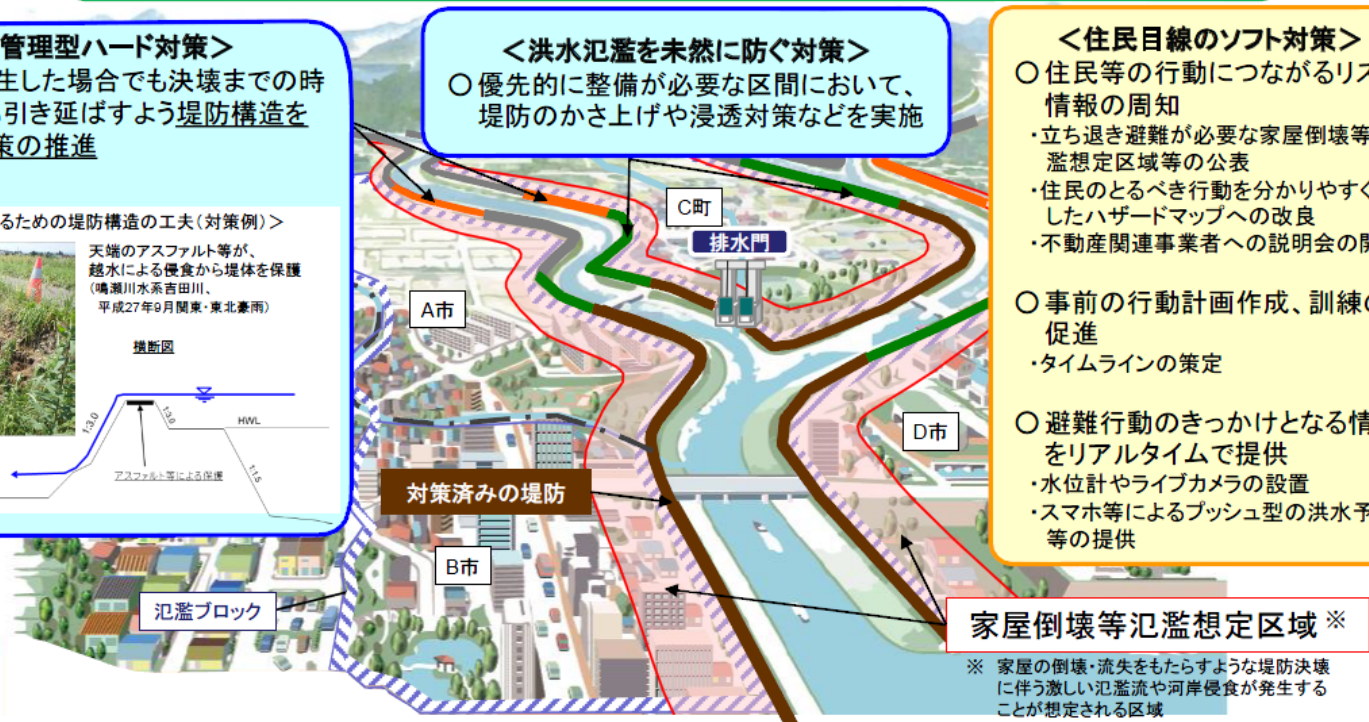 管理型ハード対策＞
生した場合でも決壊までの時
引き延ばすよう堤防構造を
策の推進
るための堤防構造の工夫(対策例)＞
天端のアスファルト等が、
越水による侵食から堤体を保護
(鳴瀬川水系吉田川、
平成27年9月関東・東北豪雨)
横断図
1:3.0
1:3.0
HWL
1:1.5
アスファルト等による保護
＜洪水氾濫を未然に防ぐ対策＞
○優先的に整備が必要な区間において、
堤防のかさ上げや浸透対策などを実施
＜住民目線のソフト対策＞
○住民等の行動につながるリス
情報の周知
・立ち退き避難が必要な家屋倒壊等
濫想定区域等の公表
・住民のとるべき行動を分かりやすく
したハザードマップへの改良
・不動産関連事業者への説明会の開
○事前の行動計画作成、訓練の
促進
・タイムラインの策定
○避難行動のきっかけとなる情
をリアルタイムで提供
・水位計やライブカメラの設置
・スマホ等によるプッシュ型の洪水予
等の提供
C町
排水門
A市
D市
対策済みの堤防
B市
氾濫ブロック
家屋倒壊等氾濫想定区域※
※ 家屋の倒壊・流失をもたらすような堤防決壊
に伴う激しい氾濫流や河岸侵食が発生する
ことが想定される区域